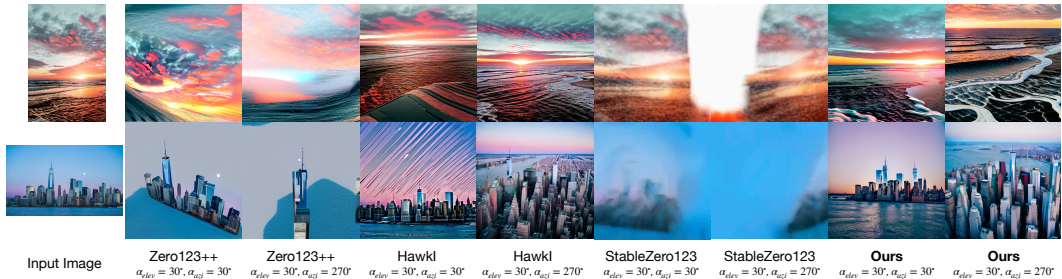 Input Image
Zero123++
α_elev = 30°, α_azi = 30°
Zero123++
α_elev = 30°, α_azi = 270°
HawkI
α_elev = 30°, α_azi = 30°
HawkI
α_elev = 30°, α_azi = 270°
StableZero123
α_elev = 30°, α_azi = 30°
StableZero123
α_elev = 30°, α_azi = 270°
Ours
α_elev = 30°, α_azi = 30°
Ours
α_elev = 30°, α_azi = 270°